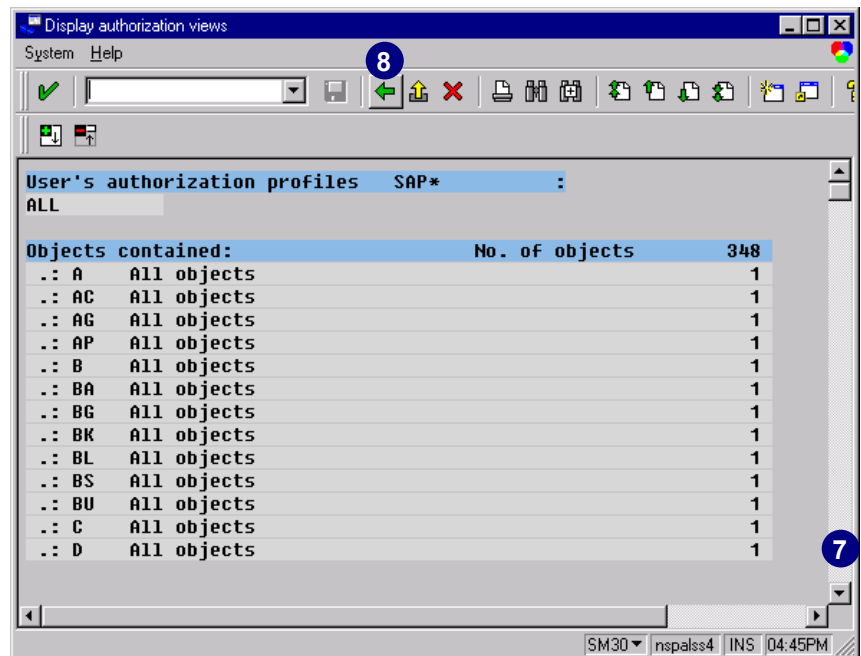 Display authorization views
System Help
8
User's authorization profiles SAP* :
ALL
Objects contained: No. of objects 348
.: A All objects 1
.: AC All objects 1
.: AG All objects 1
.: AP All objects 1
.: B All objects 1
.: BA All objects 1
.: BG All objects 1
.: BK All objects 1
.: BL All objects 1
.: BS All objects 1
.: BU All objects 1
.: C All objects 1
.: D All objects 1
7
SM30 nspalss4 INS 04:45PM